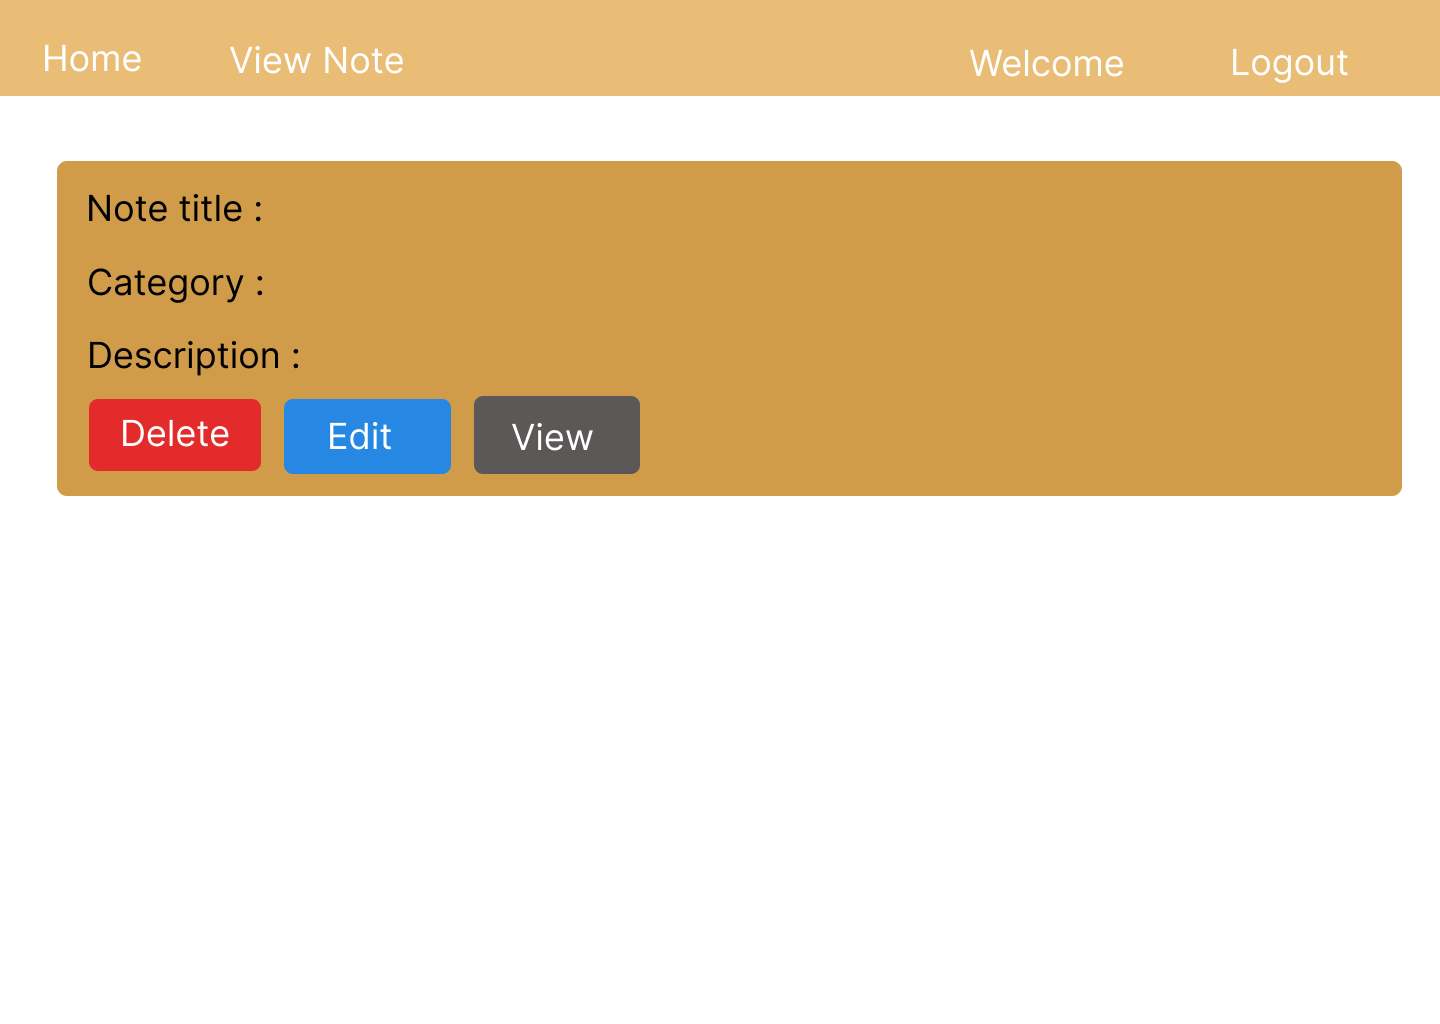 Home View Note Welcome Logout
Note title :
Category :
Description :
Delete Edit View